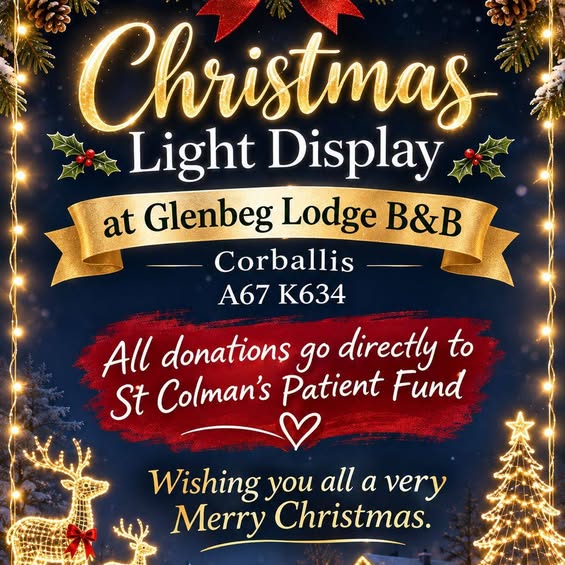 Christmas
Light Display
at Glenbeg Lodge B&B
Corballis
A67 K634
All donations go directly to
St Colman's Patient Fund
Wishing you all a very
Merry Christmas.